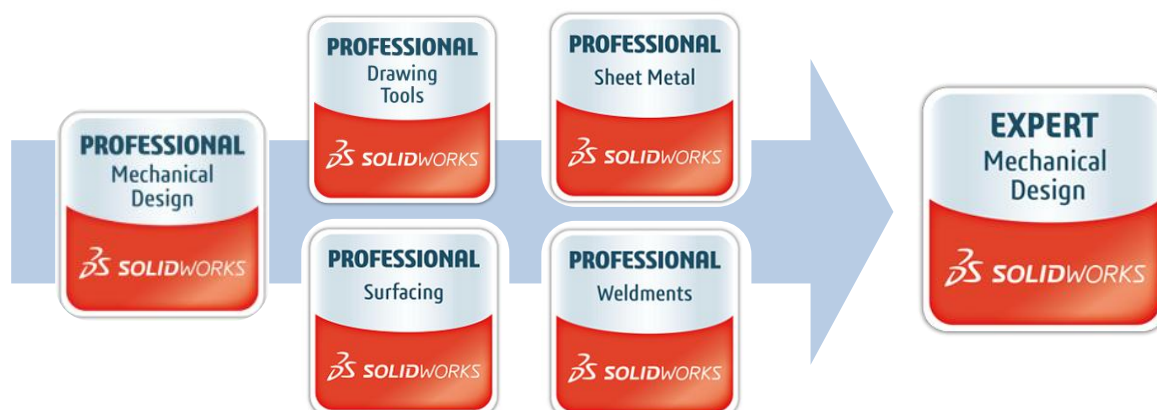 PROFESSIONAL
Mechanical
Design
SOLIDWORKS
PROFESSIONAL
Drawing
Tools
SOLIDWORKS
PROFESSIONAL
Sheet Metal
SOLIDWORKS
PROFESSIONAL
Surfacing
SOLIDWORKS
PROFESSIONAL
Weldments
SOLIDWORKS
EXPERT
Mechanical
Design
SOLIDWORKS